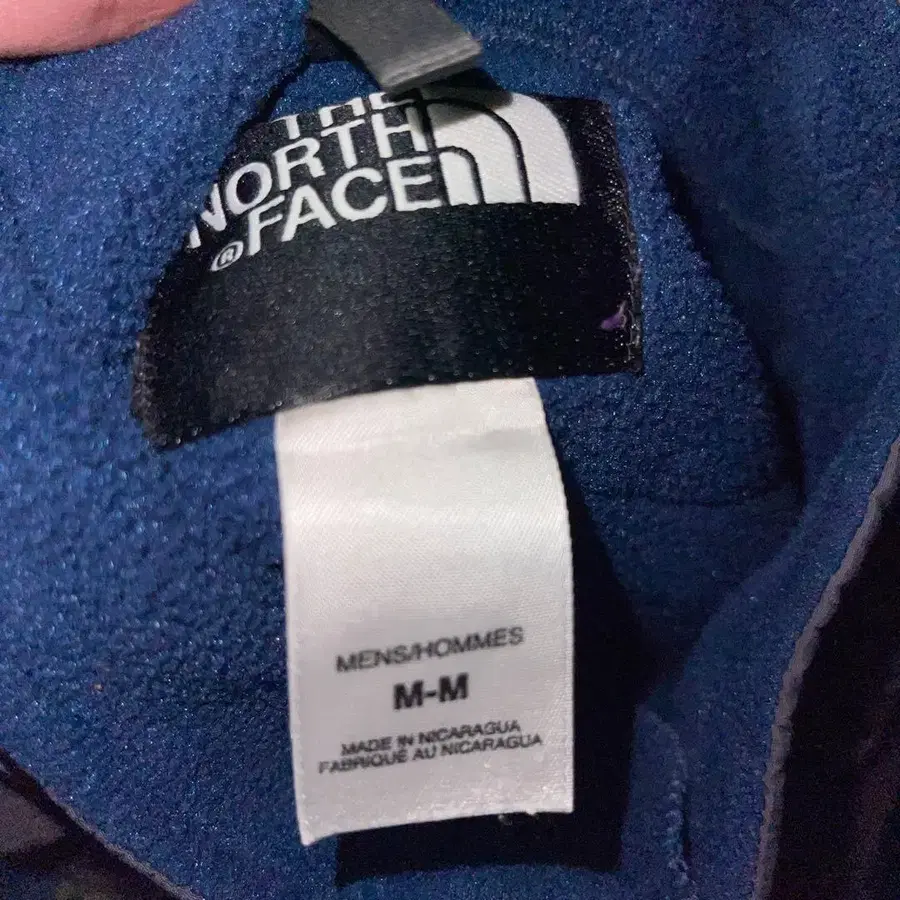 THE
NORTH
®FACE
MENS/HOMMES
M-M
MADE IN NICARAGUA
FABRIQUÉ AU NICARAGUA